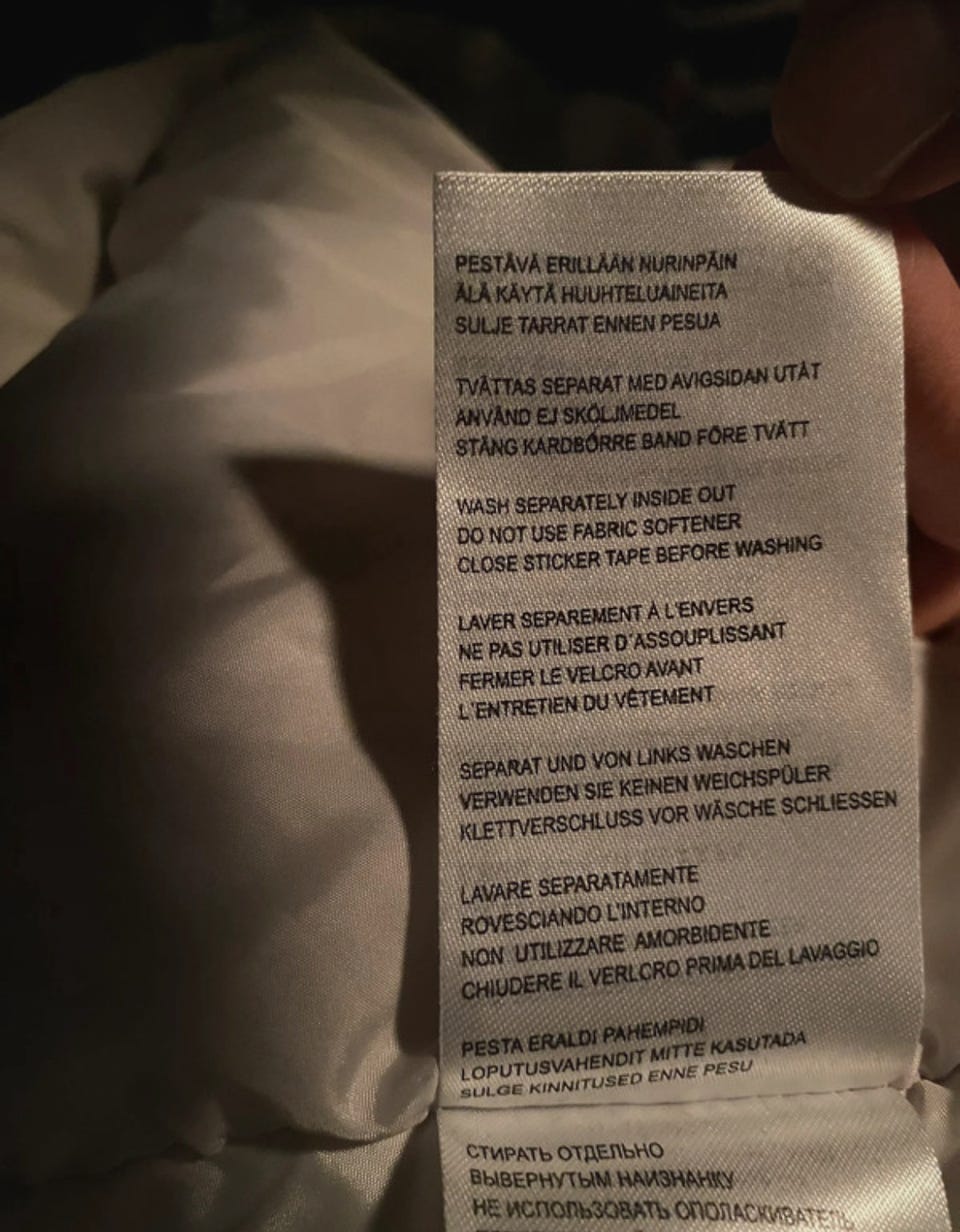 PESTÄVÄ ERILLÄÄN NURINPÄIN
ÄLÄ KÄYTÄ HUUHTELUAINEITA
SULJE TARRAT ENNEN PESUA
TVÄTTAS SEPARAT MED AVIGSIDAN UTÅT
ANVÄND EJ SKÖLJMEDEL
STÄNG KARDBÖRRE BAND FÖRE TVÄTT
WASH SEPARATELY INSIDE OUT
DO NOT USE FABRIC SOFTENER
CLOSE STICKER TAPE BEFORE WASHING
LAVER SEPAREMENT À L'ENVERS
NE PAS UTILISER D'ASSOUPLISSANT
FERMER LE VELCRO AVANT
L'ENTRETIEN DU VÊTEMENT
SEPARAT UND VON LINKS WASCHEN
VERWENDEN SIE KEINEN WEICHSPÜLER
KLETTVERSCHLUSS VOR WÄSCHE SCHLIESSEN
LAVARE SEPARATAMENTE
ROVESCIANDO L'INTERNO
NON UTILIZZARE AMORBIDENTE
CHIUDERE IL VERLCRO PRIMA DEL LAVAGGIO
PESTA ERALDI PAHEMPIDI
LOPUTUSVAHENDIT MITTE KASUTADA
SULGE KINNITUSED ENNE PESU
СТИРАТЬ ОТДЕЛЬНО
ВЫВЕРНУТЫМ НАИЗНАНКУ
НЕ ИСПОЛЬЗОВАТЬ ОПОЛАСКИВАТЕЛЬ